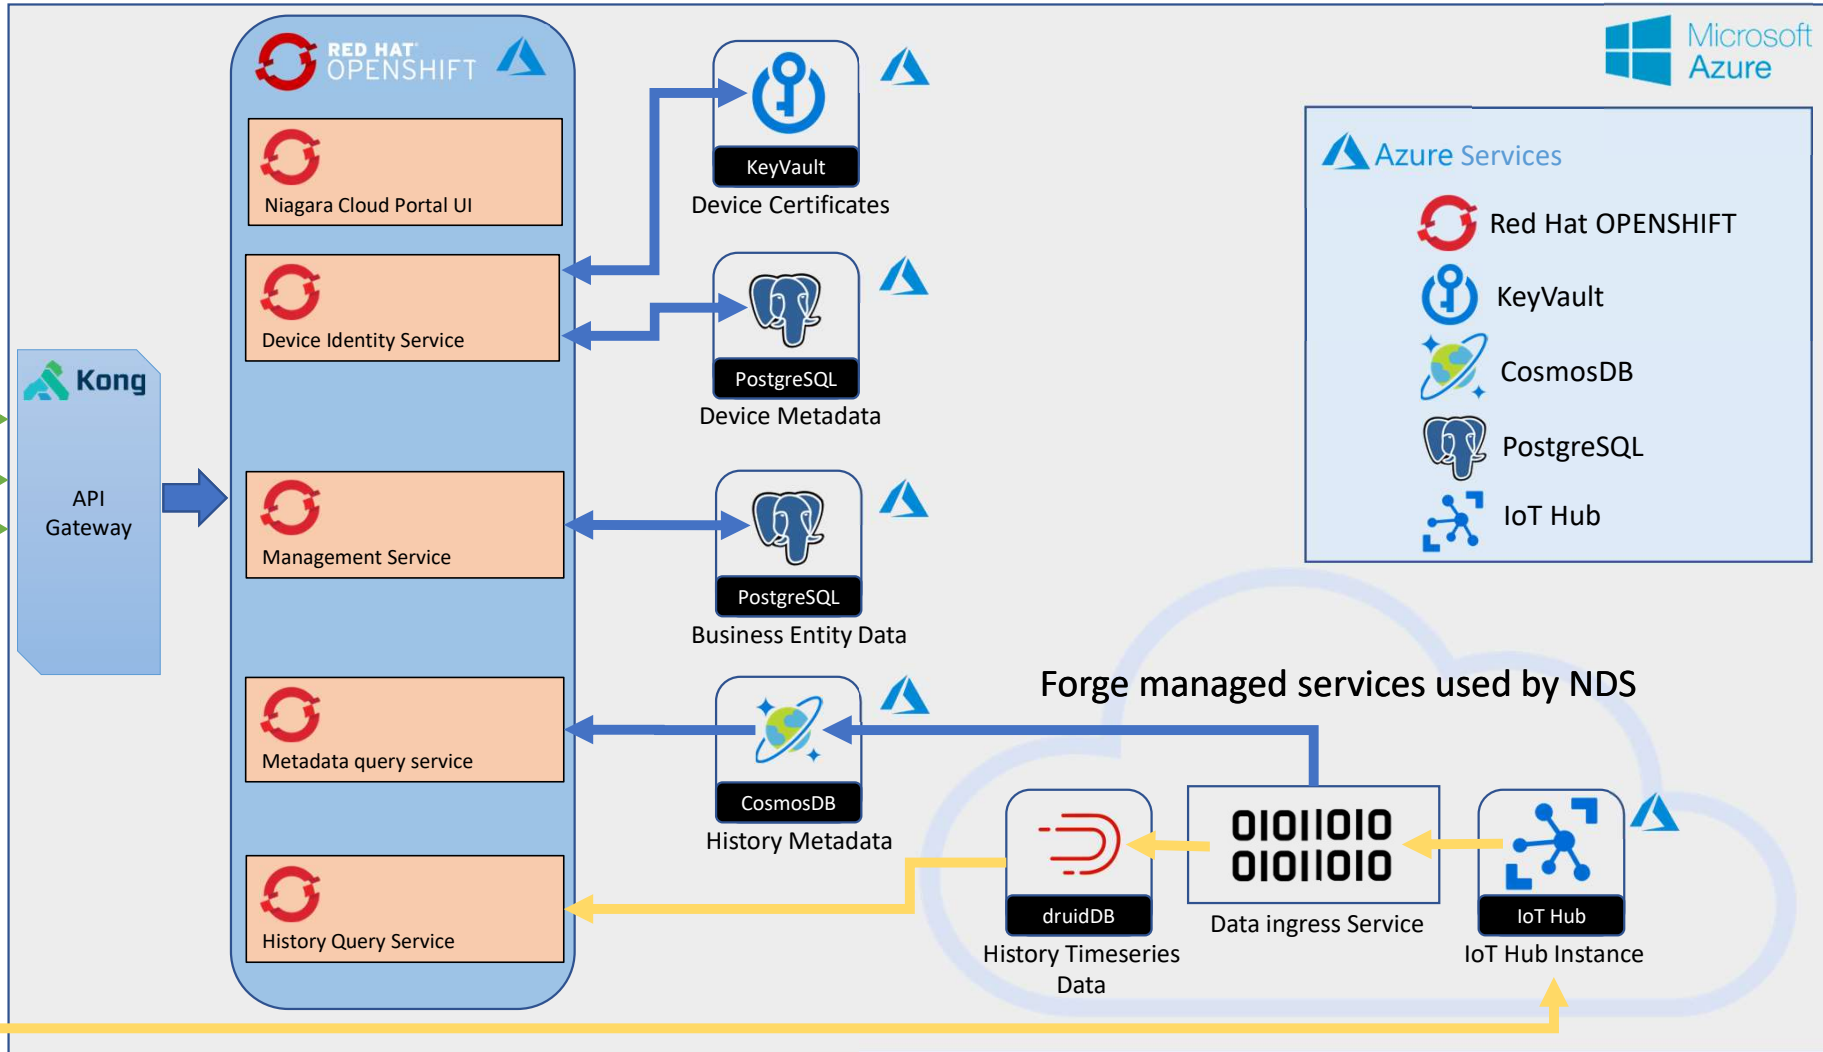 RED HAT
OPENSHIFT
Niagara Cloud Portal UI
Device Identity Service
Management Service
Metadata query service
History Query Service
Kong
API
Gateway
KeyVault
Device Certificates
PostgreSQL
Device Metadata
PostgreSQL
Business Entity Data
CosmosDB
History Metadata
Microsoft
Azure
Azure Services
Red Hat OPENSHIFT
KeyVault
CosmosDB
PostgreSQL
IoT Hub
Forge managed services used by NDS
druidDB
History Timeseries
Data
01011010
01011010
Data ingress Service
IoT Hub
IoT Hub Instance